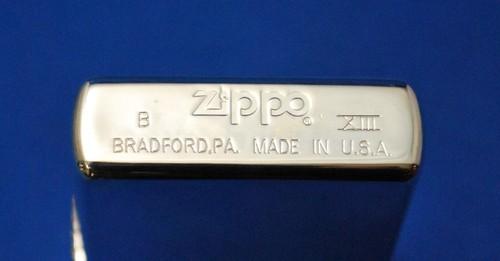 Zippo®
B XIII
BRADFORD,PA. MADE IN U.S.A.